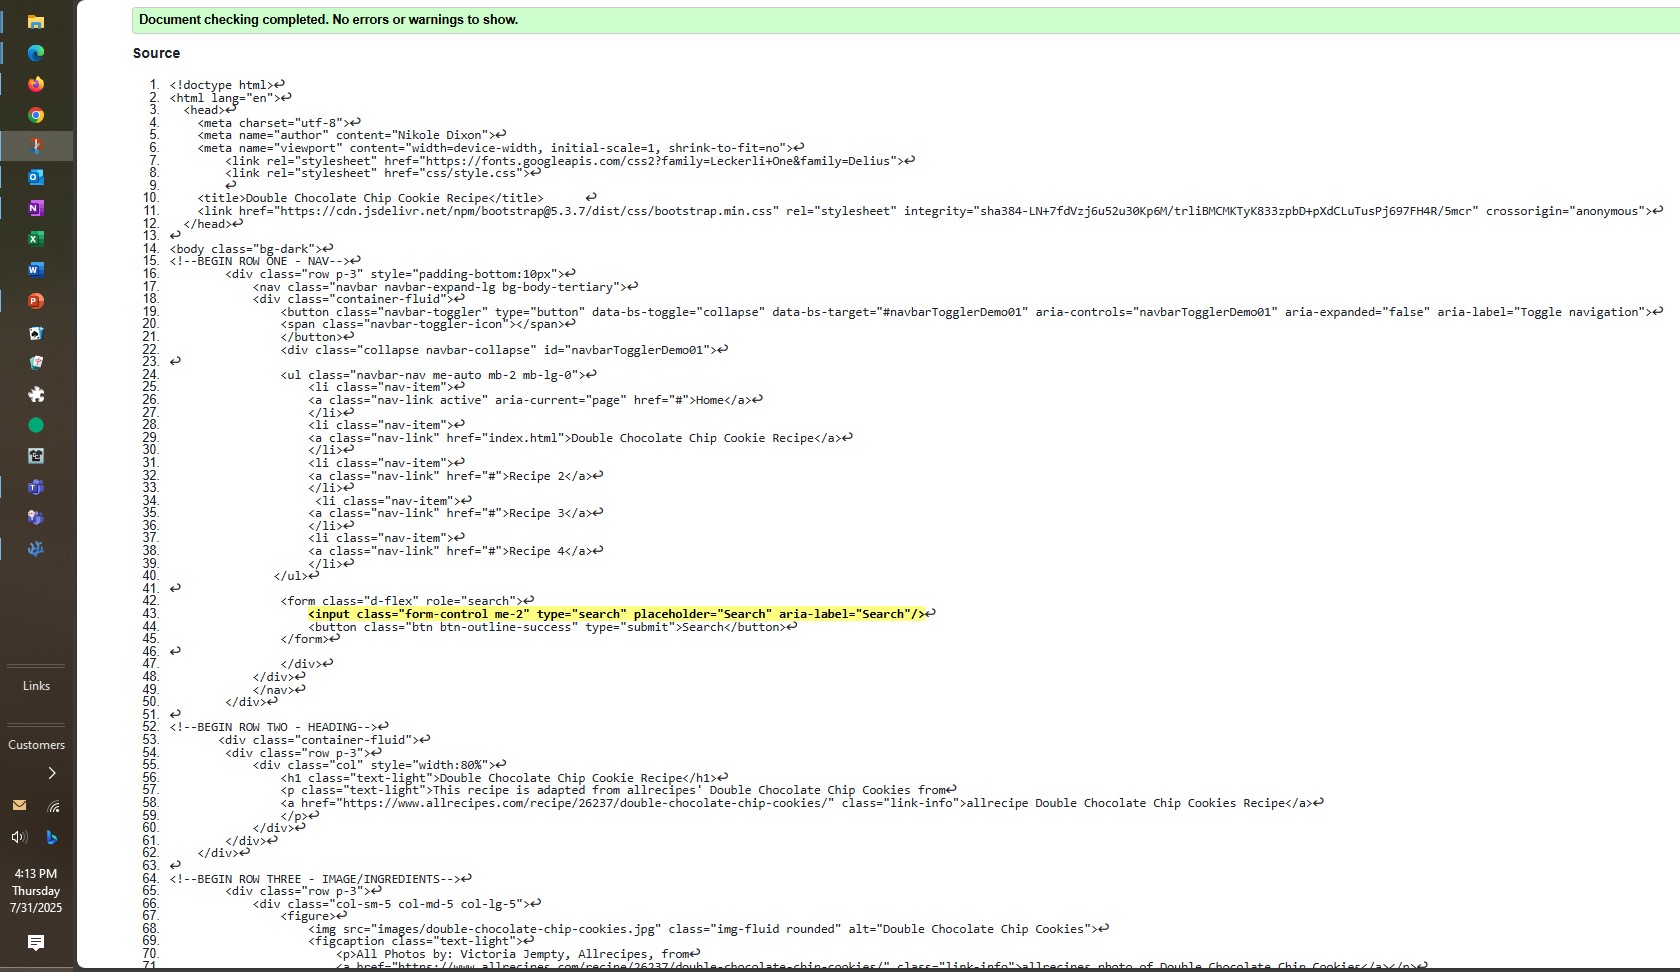 Document checking completed. No errors or warnings to show.
Source
1. <!doctype html>↩
2. <html lang="en">↩
3. <head>↩
4. <meta charset="utf-8">↩
5. <meta name="author" content="Nikole Dixon">↩
6. <meta name="viewport" content="width=device-width, initial-scale=1, shrink-to-fit=no">↩
7. <link rel="stylesheet" href="https://fonts.googleapis.com/css2?family=Leckerli+One&family=Delius">↩
8. <link rel="stylesheet" href="css/style.css">↩
9. ↩
10. <title>Double Chocolate Chip Cookie Recipe</title> ↩
11. <link href="https://cdn.jsdelivr.net/npm/bootstrap@5.3.7/dist/css/bootstrap.min.css" rel="stylesheet" integrity="sha384-LN+7fdVzj6u52u30Kp6M/trliBMCMKTyK833zpbD+pXdCLuTusPj697FH4R/5mcr" crossorigin="anonymous">↩
12. </head>↩
13. ↩
14. <body class="bg-dark">↩
15. <!--BEGIN ROW ONE - NAV-->↩
16. <div class="row p-3" style="padding-bottom:10px">↩
17. <nav class="navbar navbar-expand-lg bg-body-tertiary">↩
18. <div class="container-fluid">↩
19. <button class="navbar-toggler" type="button" data-bs-toggle="collapse" data-bs-target="#navbarTogglerDemo01" aria-controls="navbarTogglerDemo01" aria-expanded="false" aria-label="Toggle navigation">↩
20. <span class="navbar-toggler-icon"></span>↩
21. </button>↩
22. <div class="collapse navbar-collapse" id="navbarTogglerDemo01">↩
23. ↩
24. <ul class="navbar-nav me-auto mb-2 mb-lg-0">↩
25. <li class="nav-item">↩
26. <a class="nav-link active" aria-current="page" href="#">Home</a>↩
27. </li>↩
28. <li class="nav-item">↩
29. <a class="nav-link" href="index.html">Double Chocolate Chip Cookie Recipe</a>↩
30. </li>↩
31. <li class="nav-item">↩
32. <a class="nav-link" href="#">Recipe 2</a>↩
33. </li>↩
34. <li class="nav-item">↩
35. <a class="nav-link" href="#">Recipe 3</a>↩
36. </li>↩
37. <li class="nav-item">↩
38. <a class="nav-link" href="#">Recipe 4</a>↩
39. </li>↩
40. </ul>↩
41. ↩
42. <form class="d-flex" role="search">↩
43. <input class="form-control me-2" type="search" placeholder="Search" aria-label="Search"/>↩
44. <button class="btn btn-outline-success" type="submit">Search</button>↩
45. </form>↩
46. ↩
47. </div>↩
48. </div>↩
49. </nav>↩
50. </div>↩
51. ↩
52. <!--BEGIN ROW TWO - HEADING-->↩
53. <div class="container-fluid">↩
54. <div class="row p-3">↩
55. <div class="col" style="width:80%">↩
56. <h1 class="text-light">Double Chocolate Chip Cookie Recipe</h1>↩
57. <p class="text-light">This recipe is adapted from allrecipes' Double Chocolate Chip Cookies from↩
58. <a href="https://www.allrecipes.com/recipe/26237/double-chocolate-chip-cookies/" class="link-info">allrecipe Double Chocolate Chip Cookies Recipe</a>↩
59. </p>↩
60. </div>↩
61. </div>↩
62. </div>↩
63. ↩
64. <!--BEGIN ROW THREE - IMAGE/INGREDIENTS-->↩
65. <div class="row p-3">↩
66. <div class="col-sm-5 col-md-5 col-lg-5">↩
67. <figure>↩
68. <img src="images/double-chocolate-chip-cookies.jpg" class="img-fluid rounded" alt="Double Chocolate Chip Cookies">↩
69. <figcaption class="text-light">↩
70. <p>All Photos by: Victoria Jempty, Allrecipes, from↩
71. <a href="https://www.allrecipes.com/recipe/26237/double-chocolate-chip-cookies/" class="link-info">allrecipes photo of Double Chocolate Chip Cookies</a></p>↩
Links
Customers
4:13 PM
Thursday
7/31/2025